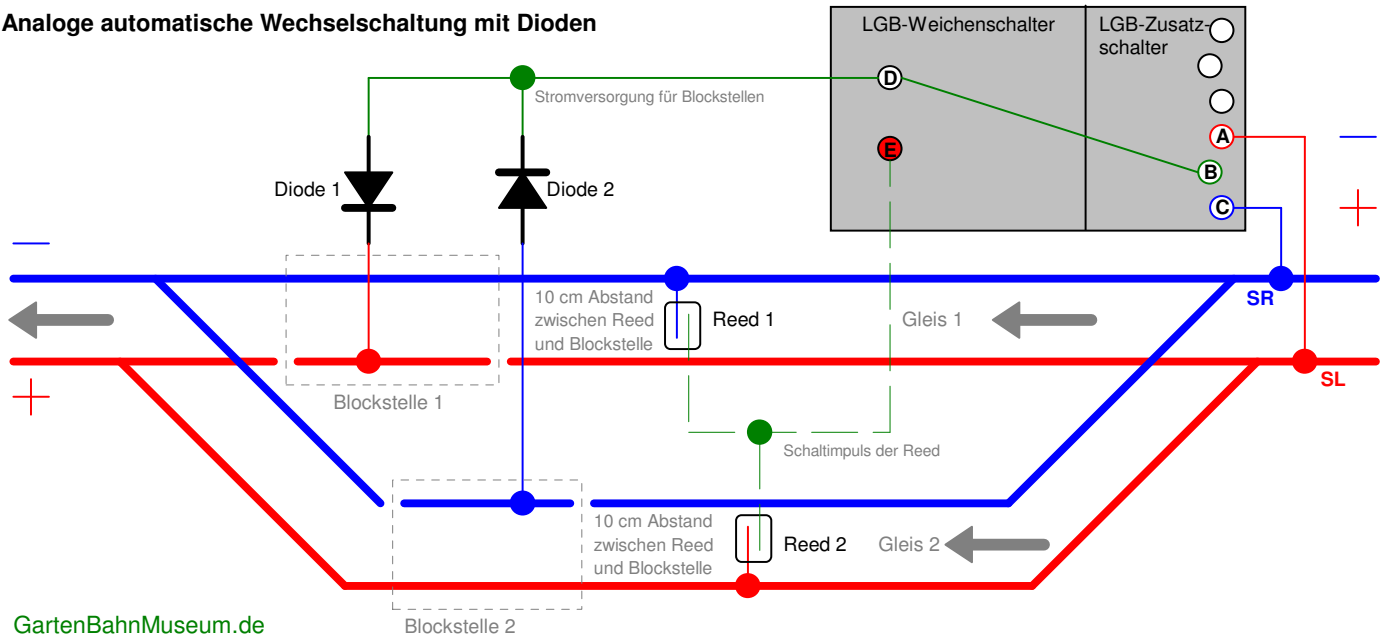 Analoge automatische Wechselschaltung mit Dioden
LGB-Weichenschalter
LGB-Zusatz-
schalter
D
Stromversorgung für Blockstellen
A
E
B
Diode 1
Diode 2
C
10 cm Abstand
zwischen Reed
und Blockstelle
Reed 1
Gleis 1
SR
SL
Blockstelle 1
Schaltimpuls der Reed
10 cm Abstand
zwischen Reed
und Blockstelle
Reed 2
Gleis 2
GartenBahnMuseum.de
Blockstelle 2